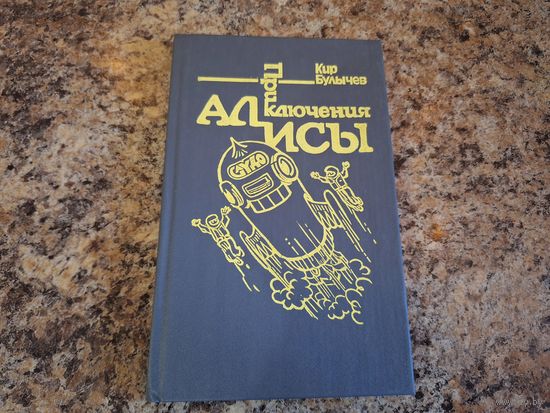 Кир
Булычев
Приключения
АЛИСЫ